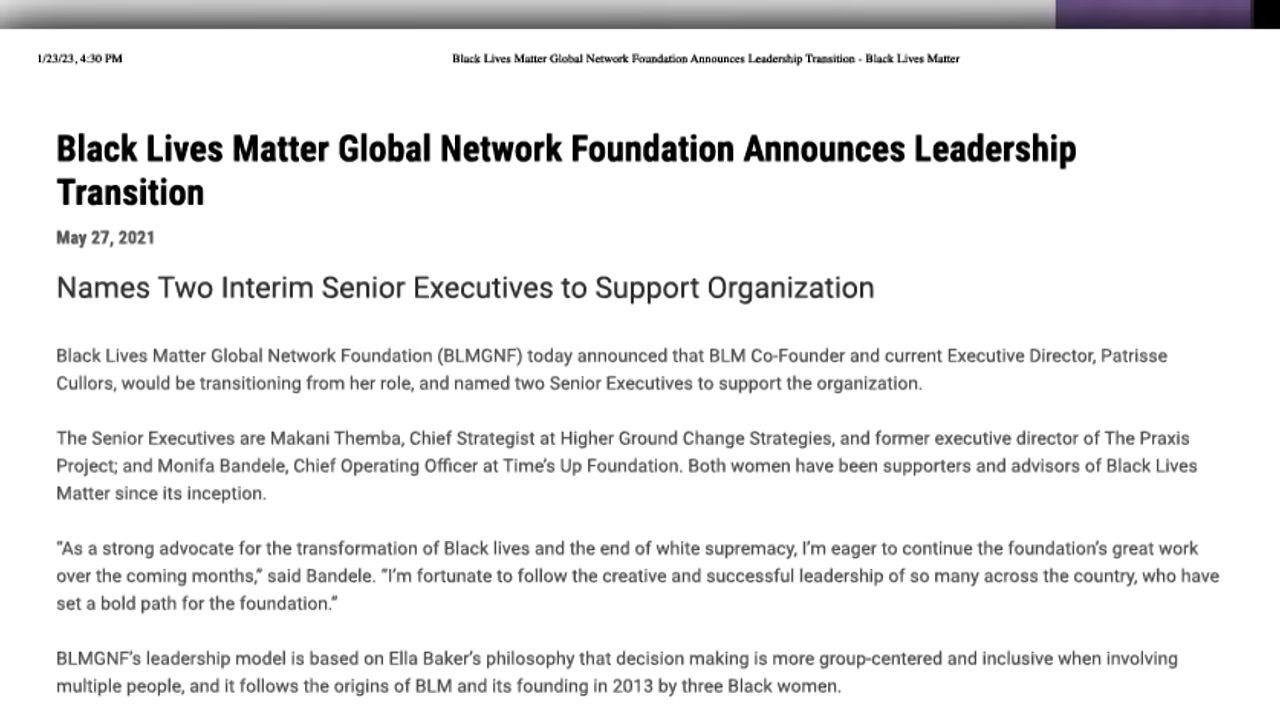 1/23/23, 4:30 PM
Black Lives Matter Global Network Foundation Announces Leadership Transition - Black Lives Matter
Black Lives Matter Global Network Foundation Announces Leadership
Transition
May 27, 2021
Names Two Interim Senior Executives to Support Organization
Black Lives Matter Global Network Foundation (BLMGNF) today announced that BLM Co-Founder and current Executive Director, Patrisse
Cullors, would be transitioning from her role, and named two Senior Executives to support the organization.
The Senior Executives are Makani Themba, Chief Strategist at Higher Ground Change Strategies, and former executive director of The Praxis
Project; and Monifa Bandele, Chief Operating Officer at Time's Up Foundation. Both women have been supporters and advisors of Black Lives
Matter since its inception.
"As a strong advocate for the transformation of Black lives and the end of white supremacy, I'm eager to continue the foundation's great work
over the coming months," said Bandele. "I'm fortunate to follow the creative and successful leadership of so many across the country, who have
set a bold path for the foundation."
BLMGNF's leadership model is based on Ella Baker's philosophy that decision making is more group-centered and inclusive when involving
multiple people, and it follows the origins of BLM and its founding in 2013 by three Black women.